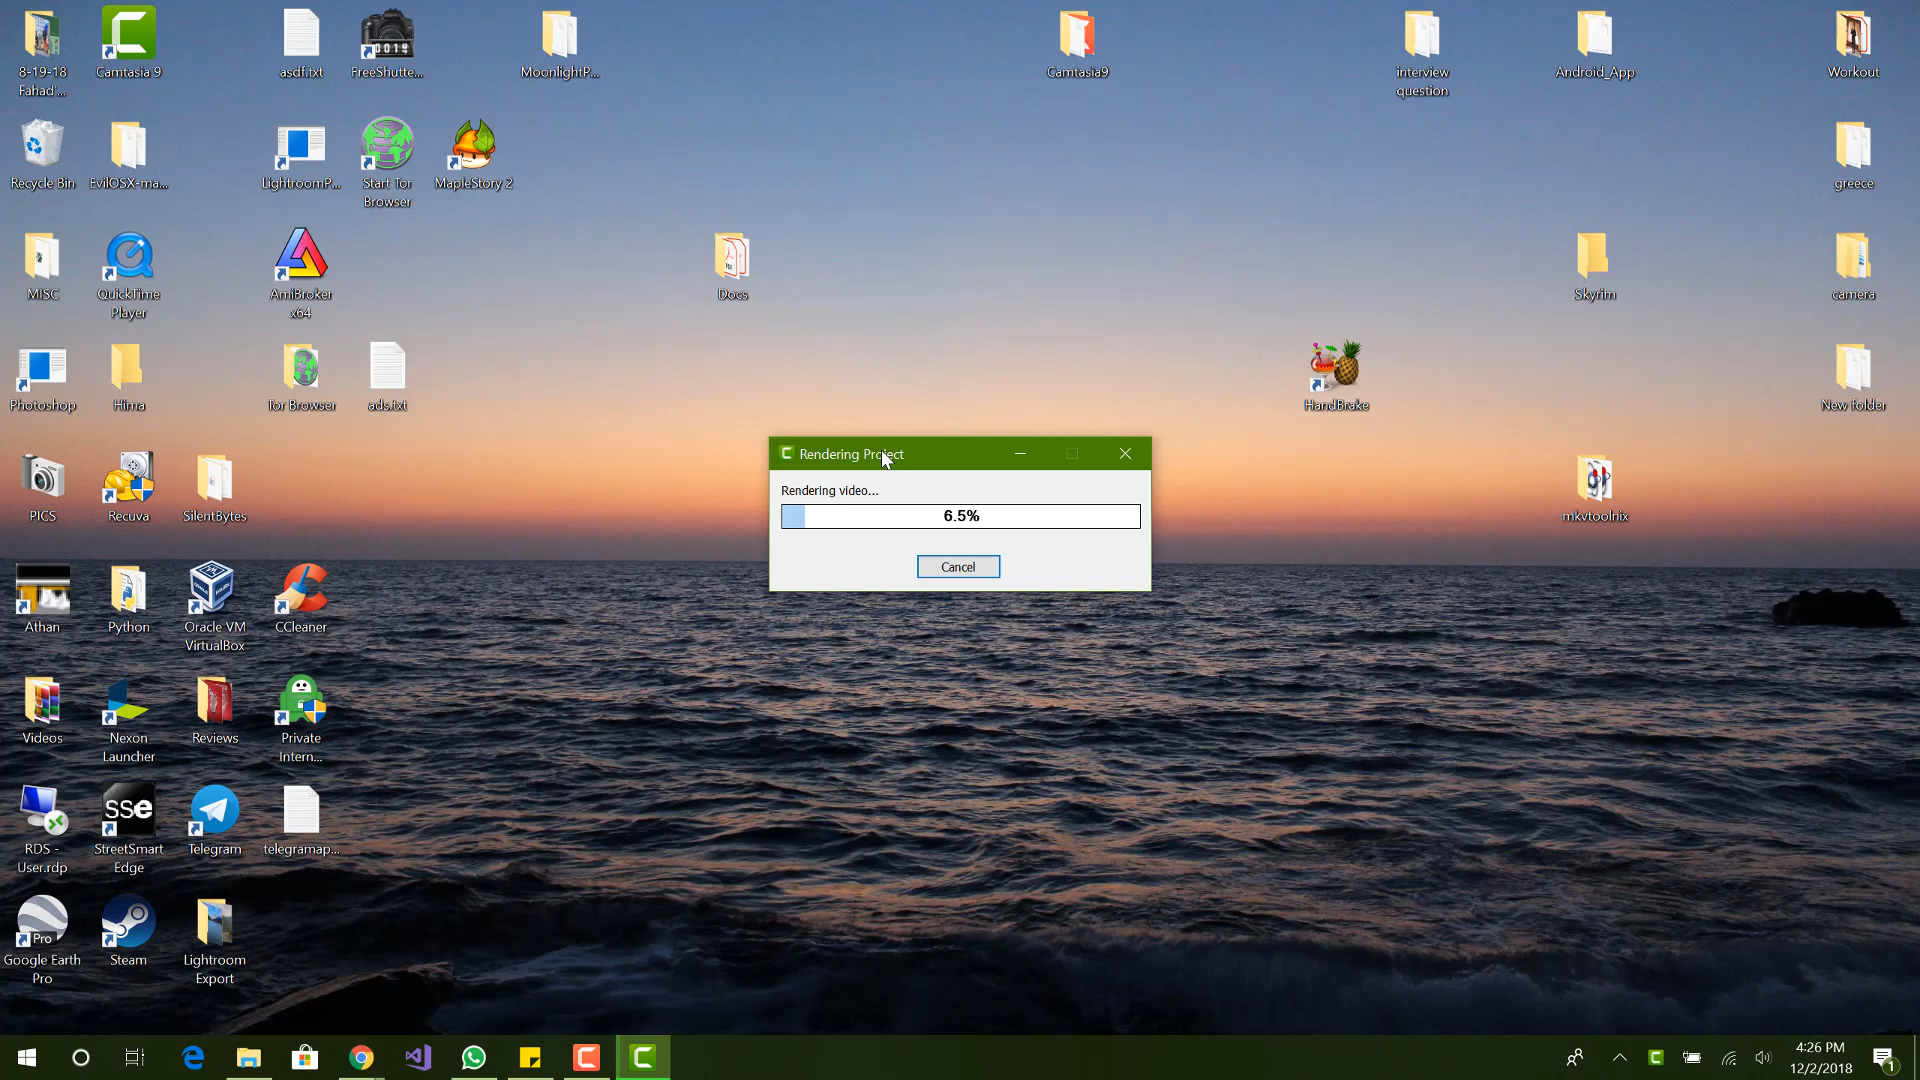 8-19-18
Fahad'...
Camtasia 9
asdf.txt
0019
FreeShutte...
MoonlightP...
Camtasia9
interview
question
Android_App
Workout
Recycle Bin
EvilOSX-ma...
LightroomP...
Start Tor
Browser
MapleStory 2
greece
MISC
QuickTime
Player
AmiBroker
x64
Docs
Skyrim
camera
Photoshop
Hima
Tor Browser
ads.txt
HandBrake
New folder
Rendering Project
Rendering video...
6.5%
Cancel
PICS
Recuva
SilentBytes
mkvtoolnix
Athan
Python
Oracle VM
VirtualBox
CCleaner
Videos
Nexon
Launcher
Reviews
Private
Intern...
sse
RDS -
User.rdp
StreetSmart
Edge
Telegram
telegramap...
Pro
Google Earth
Pro
Steam
Lightroom
Export
4:26 PM
12/2/2018
1